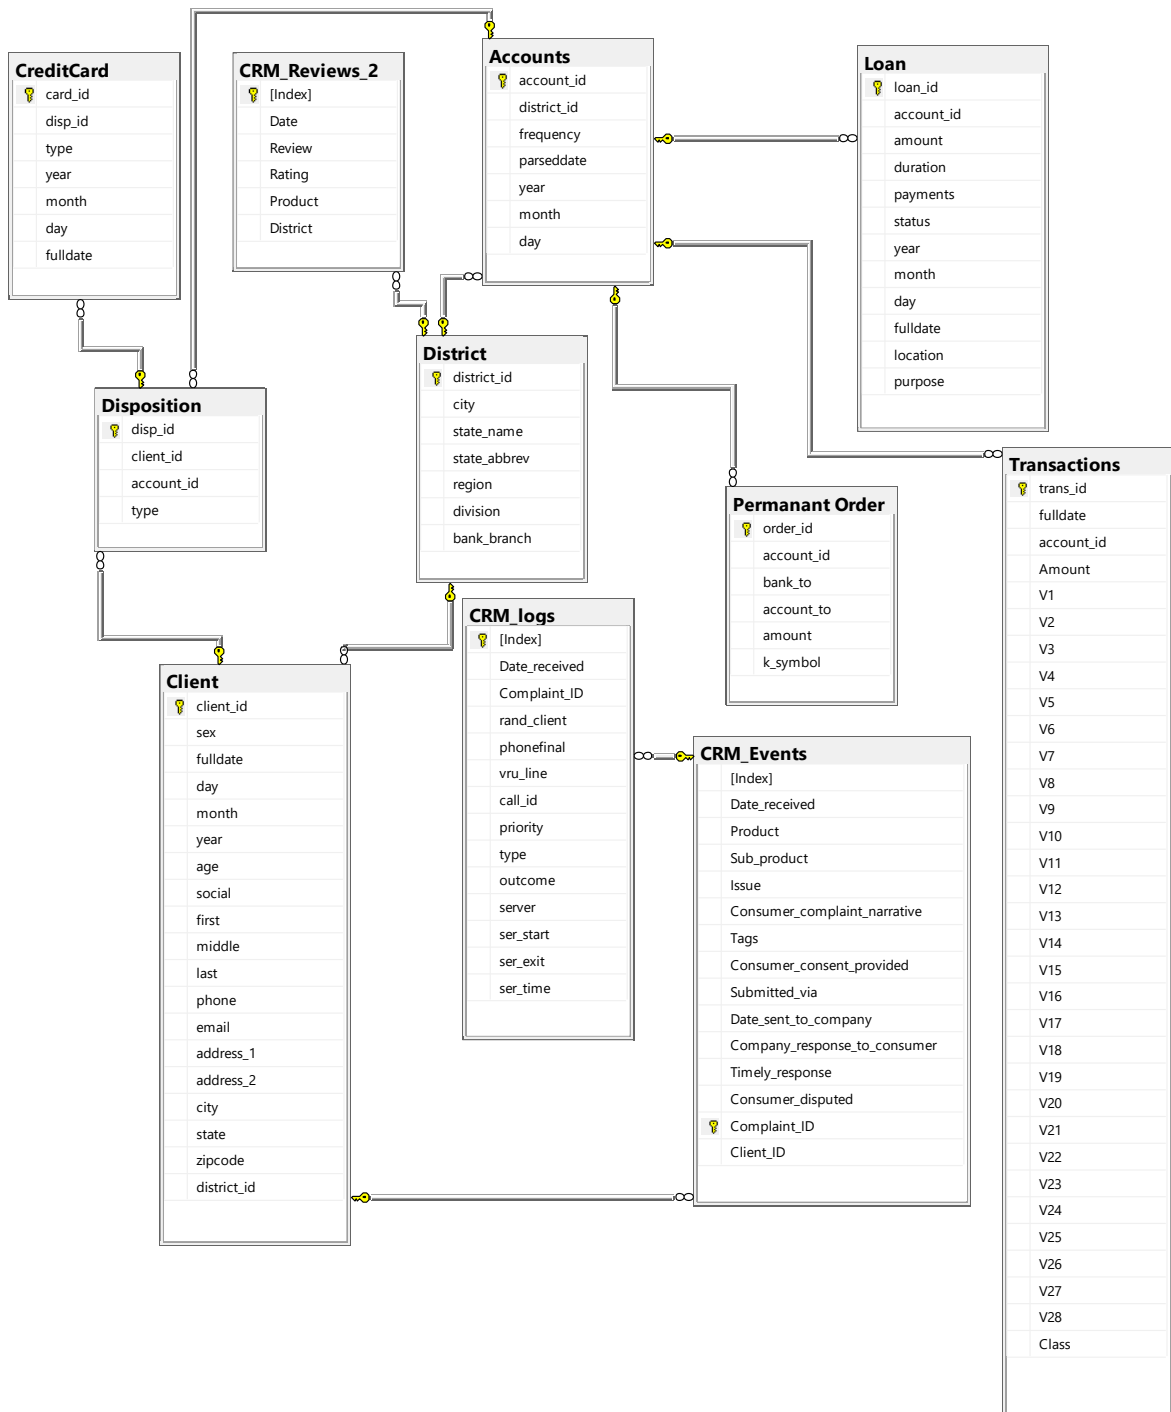 CreditCard
card_id
disp_id
type
year
month
day
fulldate
CRM_Reviews_2
[Index]
Date
Review
Rating
Product
District
Accounts
account_id
district_id
frequency
parseddate
year
month
day
Loan
loan_id
account_id
amount
duration
payments
status
year
month
day
fulldate
location
purpose
Disposition
disp_id
client_id
account_id
type
District
district_id
city
state_name
state_abbrev
region
division
bank_branch
Permanant Order
order_id
account_id
bank_to
account_to
amount
k_symbol
Transactions
trans_id
fulldate
account_id
Amount
V1
V2
V3
V4
V5
V6
V7
V8
V9
V10
V11
V12
V13
V14
V15
V16
V17
V18
V19
V20
V21
V22
V23
V24
V25
V26
V27
V28
Class
Client
client_id
sex
fulldate
day
month
year
age
social
first
middle
last
phone
email
address_1
address_2
city
state
zipcode
district_id
CRM_logs
[Index]
Date_received
Complaint_ID
rand_client
phonefinal
vru_line
call_id
priority
type
outcome
server
ser_start
ser_exit
ser_time
CRM_Events
[Index]
Date_received
Product
Sub_product
Issue
Consumer_complaint_narrative
Tags
Consumer_consent_provided
Submitted_via
Date_sent_to_company
Company_response_to_consumer
Timely_response
Consumer_disputed
Complaint_ID
Client_ID